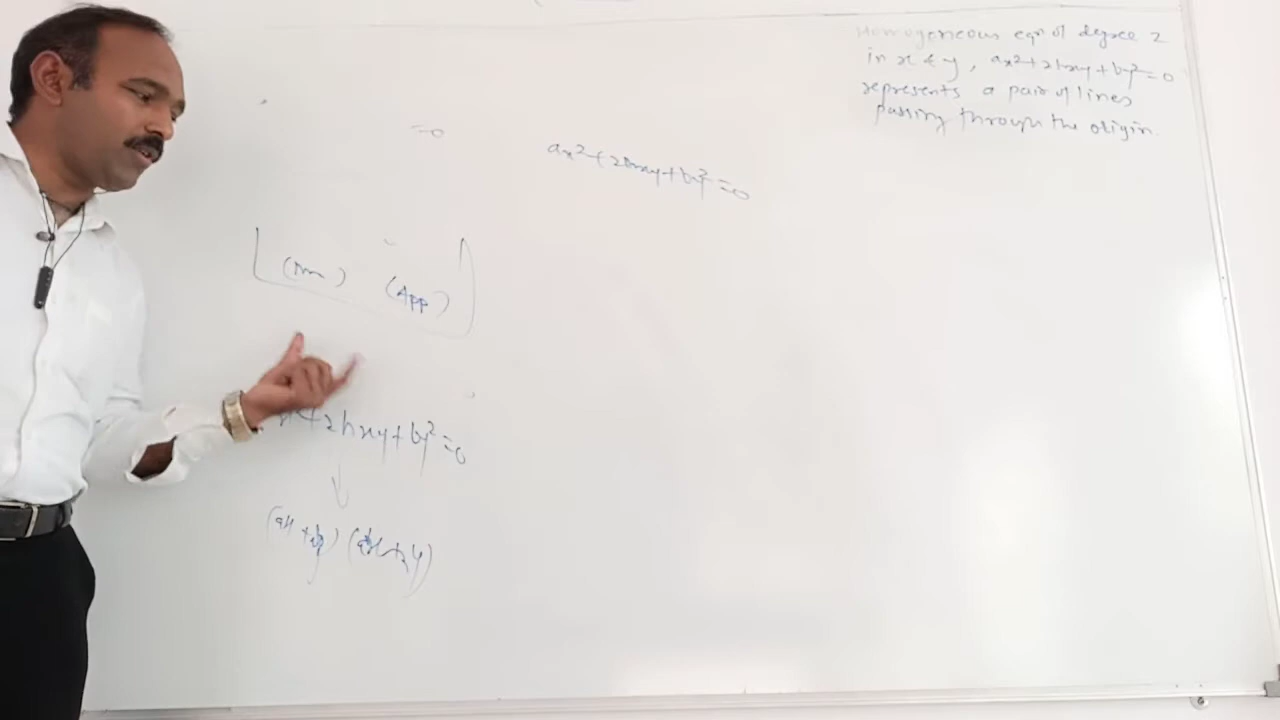 Homogeneous eqn of degree 2
in x & y, ax²+2hxy+by²=0
represents a pair of lines
passing through the origin.
=0
ax²+2hxy+by²=0
(App)
+2hxy+by²=0